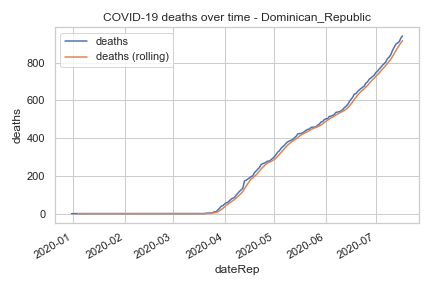 COVID-19 deaths over time - Dominican_Republic
deaths
deaths (rolling)
800
600
400
200
0
deaths
2020-01
2020-02
2020-03
2020-04
2020-05
2020-06
2020-07
dateRep